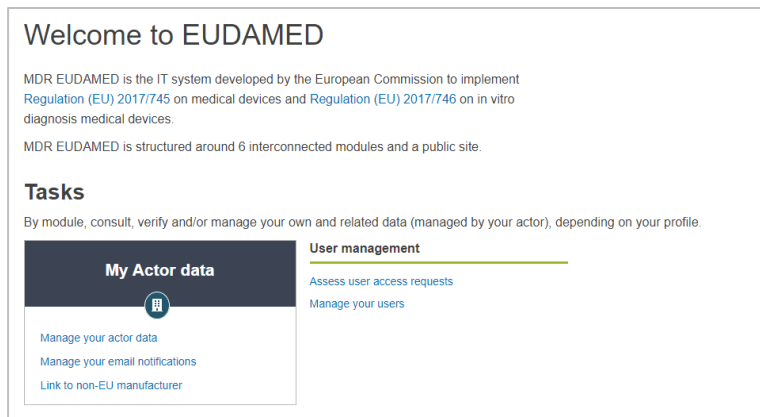 Welcome to EUDAMED
MDR EUDAMED is the IT system developed by the European Commission to implement
Regulation (EU) 2017/745 on medical devices and Regulation (EU) 2017/746 on in vitro
diagnosis medical devices.
MDR EUDAMED is structured around 6 interconnected modules and a public site.
Tasks
By module, consult, verify and/or manage your own and related data (managed by your actor), depending on your profile.
My Actor data
Manage your actor data
Manage your email notifications
Link to non-EU manufacturer
User management
Assess user access requests
Manage your users